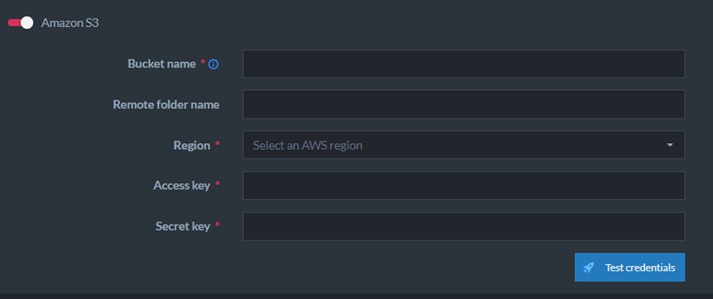 Amazon S3
Bucket name *
Remote folder name
Region * Select an AWS region
Access key *
Secret key *
Test credentials